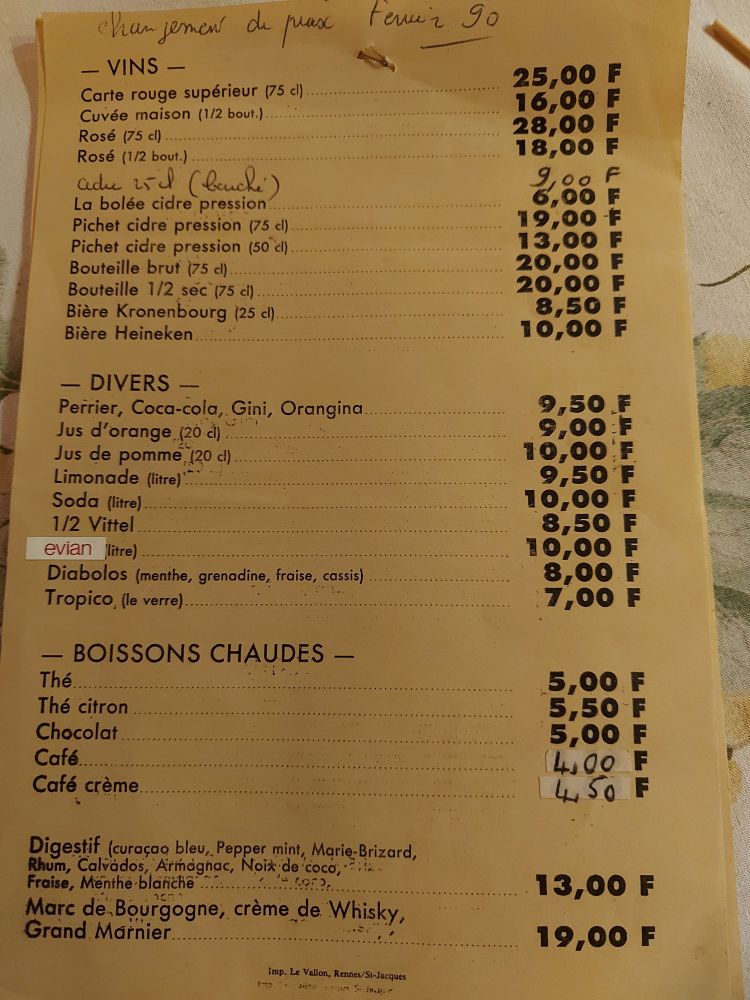 changement de prix Fevrier 90
— VINS —
Carte rouge supérieur (75 cl) 25,00 F
Cuvée maison (1/2 bout.) 16,00 F
Rosé (75 cl) 28,00 F
Rosé (1/2 bout.) 18,00 F
cidre 25 cl (bouché) 9,00 F
La bolée cidre pression 6,00 F
Pichet cidre pression (75 cl) 19,00 F
Pichet cidre pression (50 cl) 13,00 F
Bouteille brut (75 cl) 20,00 F
Bouteille 1/2 sec (75 cl) 20,00 F
Bière Kronenbourg (25 cl) 8,50 F
Bière Heineken 10,00 F
— DIVERS —
Perrier, Coca-cola, Gini, Orangina 9,50 F
Jus d'orange (20 cl) 9,00 F
Jus de pomme (20 cl) 10,00 F
Limonade (litre) 9,50 F
Soda (litre) 10,00 F
1/2 Vittel 8,50 F
evian (litre) 10,00 F
Diabolos (menthe, grenadine, fraise, cassis) 8,00 F
Tropico (le verre) 7,00 F
— BOISSONS CHAUDES —
Thé 5,00 F
Thé citron 5,50 F
Chocolat 5,00 F
Café 4,00 F
Café crème 4,50 F
Digestif (curaçao bleu, Pepper mint, Marie-Brizard,
Rhum, Calvados, Armagnac, Noix de coco,
Fraise, Menthe blanche 13,00 F
Marc de Bourgogne, crème de Whisky,
Grand Marnier 19,00 F
Imp. Le Vallon, Rennes/St-Jacques